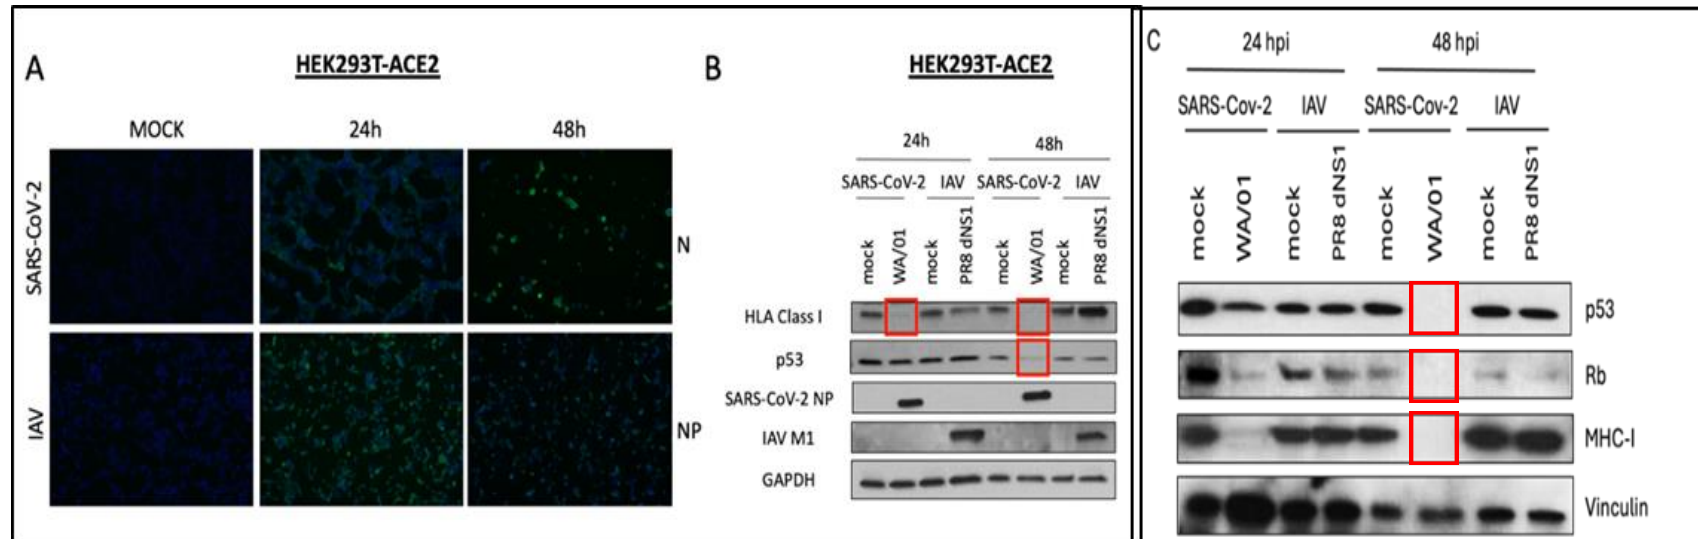 A
HEK293T-ACE2
MOCK 24h 48h
SARS-CoV-2
N
IAV
NP
B
HEK293T-ACE2
24h 48h
SARS-CoV-2 IAV SARS-CoV-2 IAV
mock WA/01 mock PR8 dNS1 mock WA/01 mock PR8 dNS1
HLA Class I
p53
SARS-CoV-2 NP
IAV M1
GAPDH
C
24 hpi 48 hpi
SARS-Cov-2 IAV SARS-Cov-2 IAV
mock WA/01 mock PR8 dNS1 mock WA/01 mock PR8 dNS1
p53
Rb
MHC-I
Vinculin